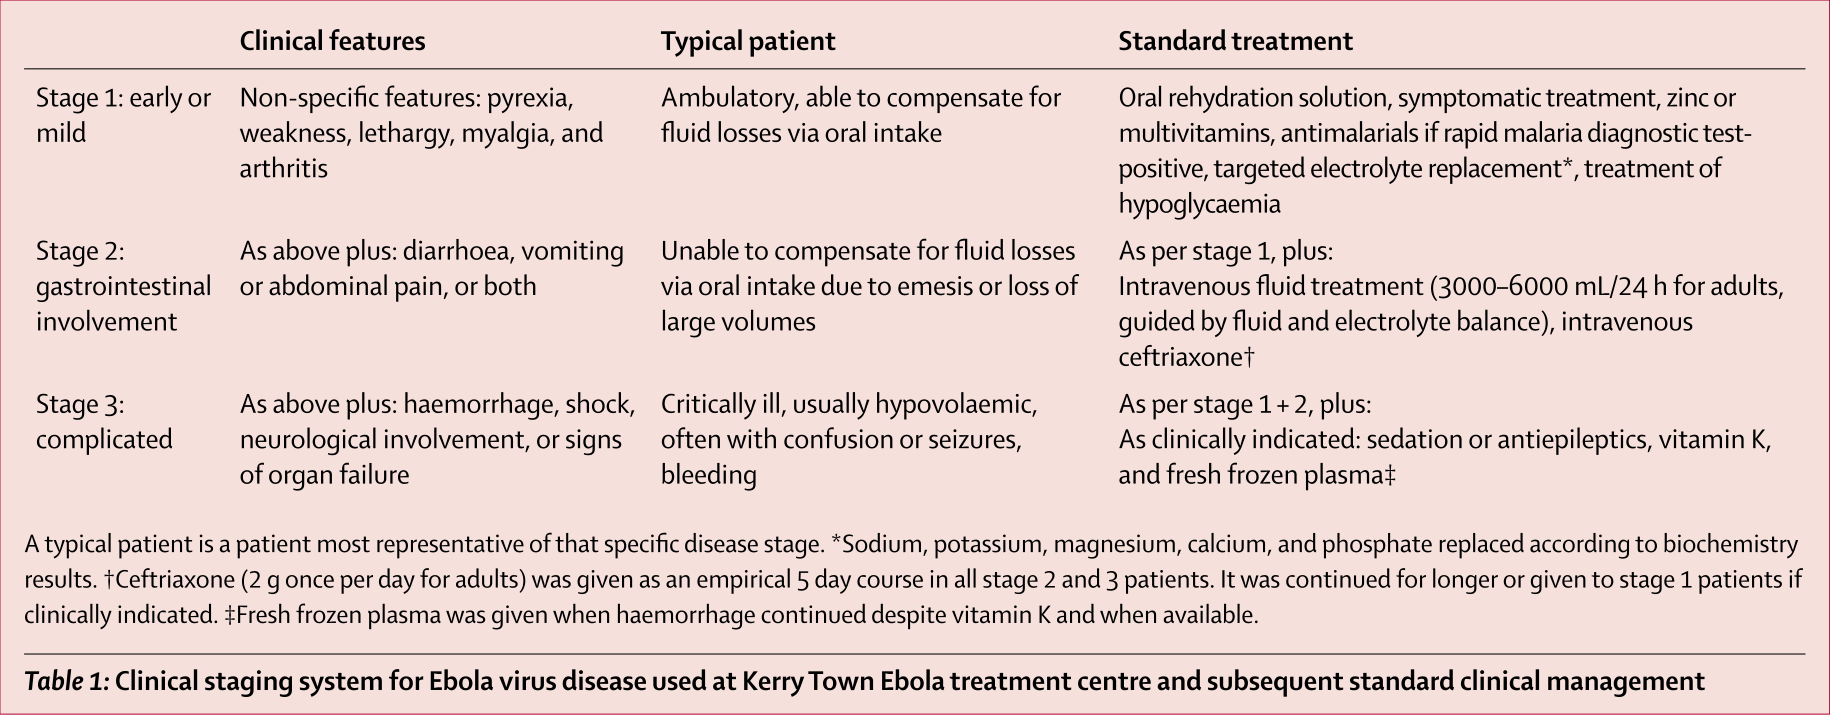 Clinical features Typical patient Standard treatment
Stage 1: early or mild
Non-specific features: pyrexia,
weakness, lethargy, myalgia, and
arthritis
Ambulatory, able to compensate for
fluid losses via oral intake
Oral rehydration solution, symptomatic treatment, zinc or
multivitamins, antimalarials if rapid malaria diagnostic test-
positive, targeted electrolyte replacement*, treatment of
hypoglycaemia
Stage 2:
gastrointestinal
involvement
As above plus: diarrhoea, vomiting
or abdominal pain, or both
Unable to compensate for fluid losses
via oral intake due to emesis or loss of
large volumes
As per stage 1, plus:
Intravenous fluid treatment (3000–6000 mL/24 h for adults,
guided by fluid and electrolyte balance), intravenous
ceftriaxone†
Stage 3:
complicated
As above plus: haemorrhage, shock,
neurological involvement, or signs
of organ failure
Critically ill, usually hypovolaemic,
often with confusion or seizures,
bleeding
As per stage 1 + 2, plus:
As clinically indicated: sedation or antiepileptics, vitamin K,
and fresh frozen plasma‡
A typical patient is a patient most representative of that specific disease stage. *Sodium, potassium, magnesium, calcium, and phosphate replaced according to biochemistry
results. †Ceftriaxone (2 g once per day for adults) was given as an empirical 5 day course in all stage 2 and 3 patients. It was continued for longer or given to stage 1 patients if
clinically indicated. ‡Fresh frozen plasma was given when haemorrhage continued despite vitamin K and when available.
Table 1: Clinical staging system for Ebola virus disease used at Kerry Town Ebola treatment centre and subsequent standard clinical management